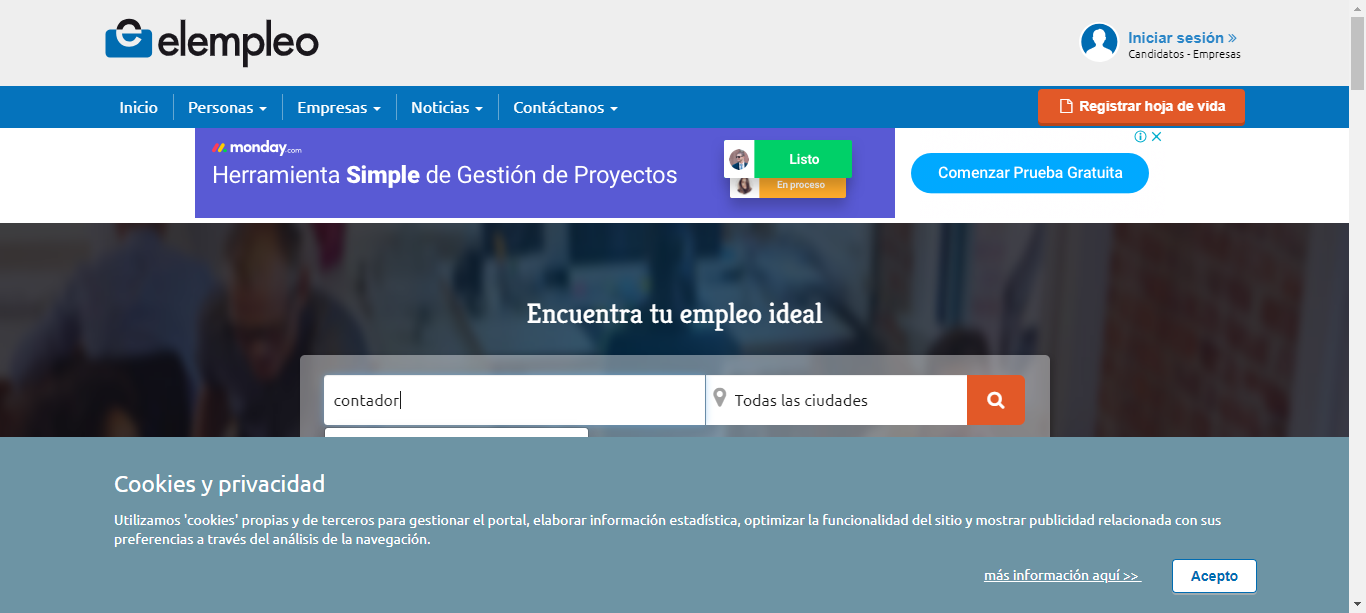 elempleo
Iniciar sesión »
Candidatos - Empresas
Inicio
Personas
Empresas
Noticias
Contáctanos
Registrar hoja de vida
monday.com
Herramienta Simple de Gestión de Proyectos
Listo
En proceso
Comenzar Prueba Gratuita
Encuentra tu empleo ideal
contador
Todas las ciudades
Cookies y privacidad
Utilizamos 'cookies' propias y de terceros para gestionar el portal, elaborar información estadística, optimizar la funcionalidad del sitio y mostrar publicidad relacionada con sus
preferencias a través del análisis de la navegación.
más información aquí >>
Acepto